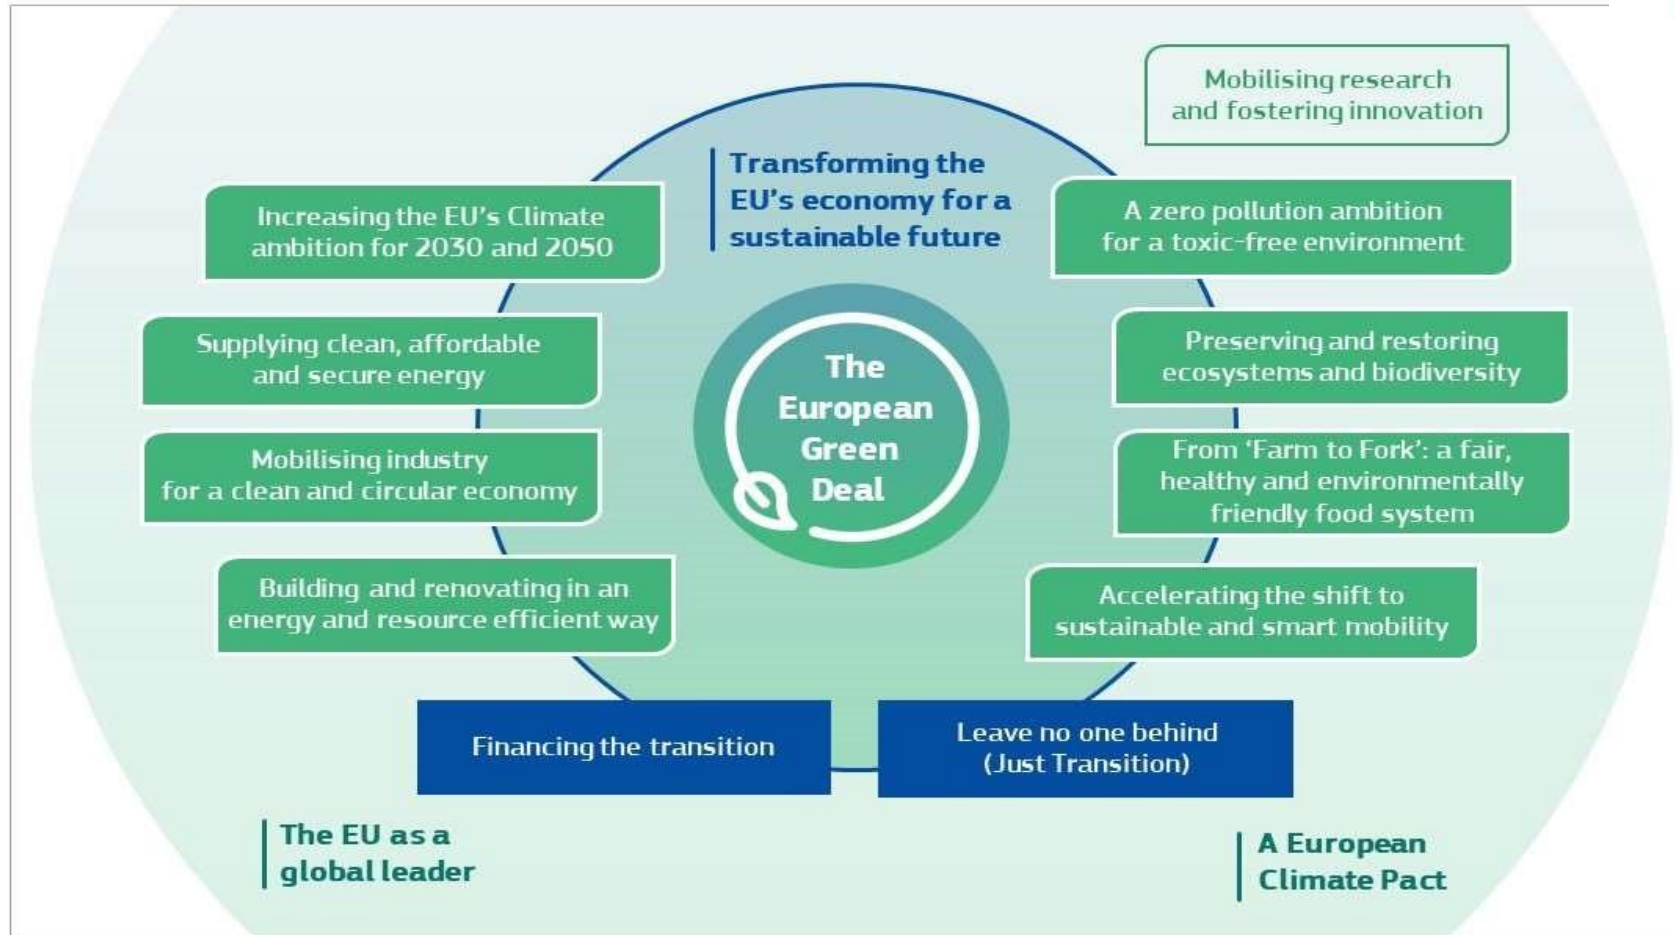 Mobilising research
and fostering innovation
Transforming the
EU's economy for a
sustainable future
Increasing the EU's Climate
ambition for 2030 and 2050
Supplying clean, affordable
and secure energy
Mobilising industry
for a clean and circular economy
Building and renovating in an
energy and resource efficient way
The
European
Green
Deal
A zero pollution ambition
for a toxic-free environment
Preserving and restoring
ecosystems and biodiversity
From ‘Farm to Fork’: a fair,
healthy and environmentally
friendly food system
Accelerating the shift to
sustainable and smart mobility
Financing the transition
Leave no one behind
(Just Transition)
The EU as a
global leader
A European
Climate Pact